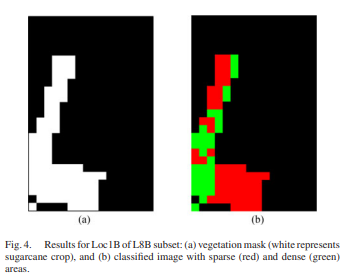 (a)
(b)
Fig. 4. Results for Loc1B of L8B subset: (a) vegetation mask (white represents
sugarcane crop), and (b) classified image with sparse (red) and dense (green)
areas.